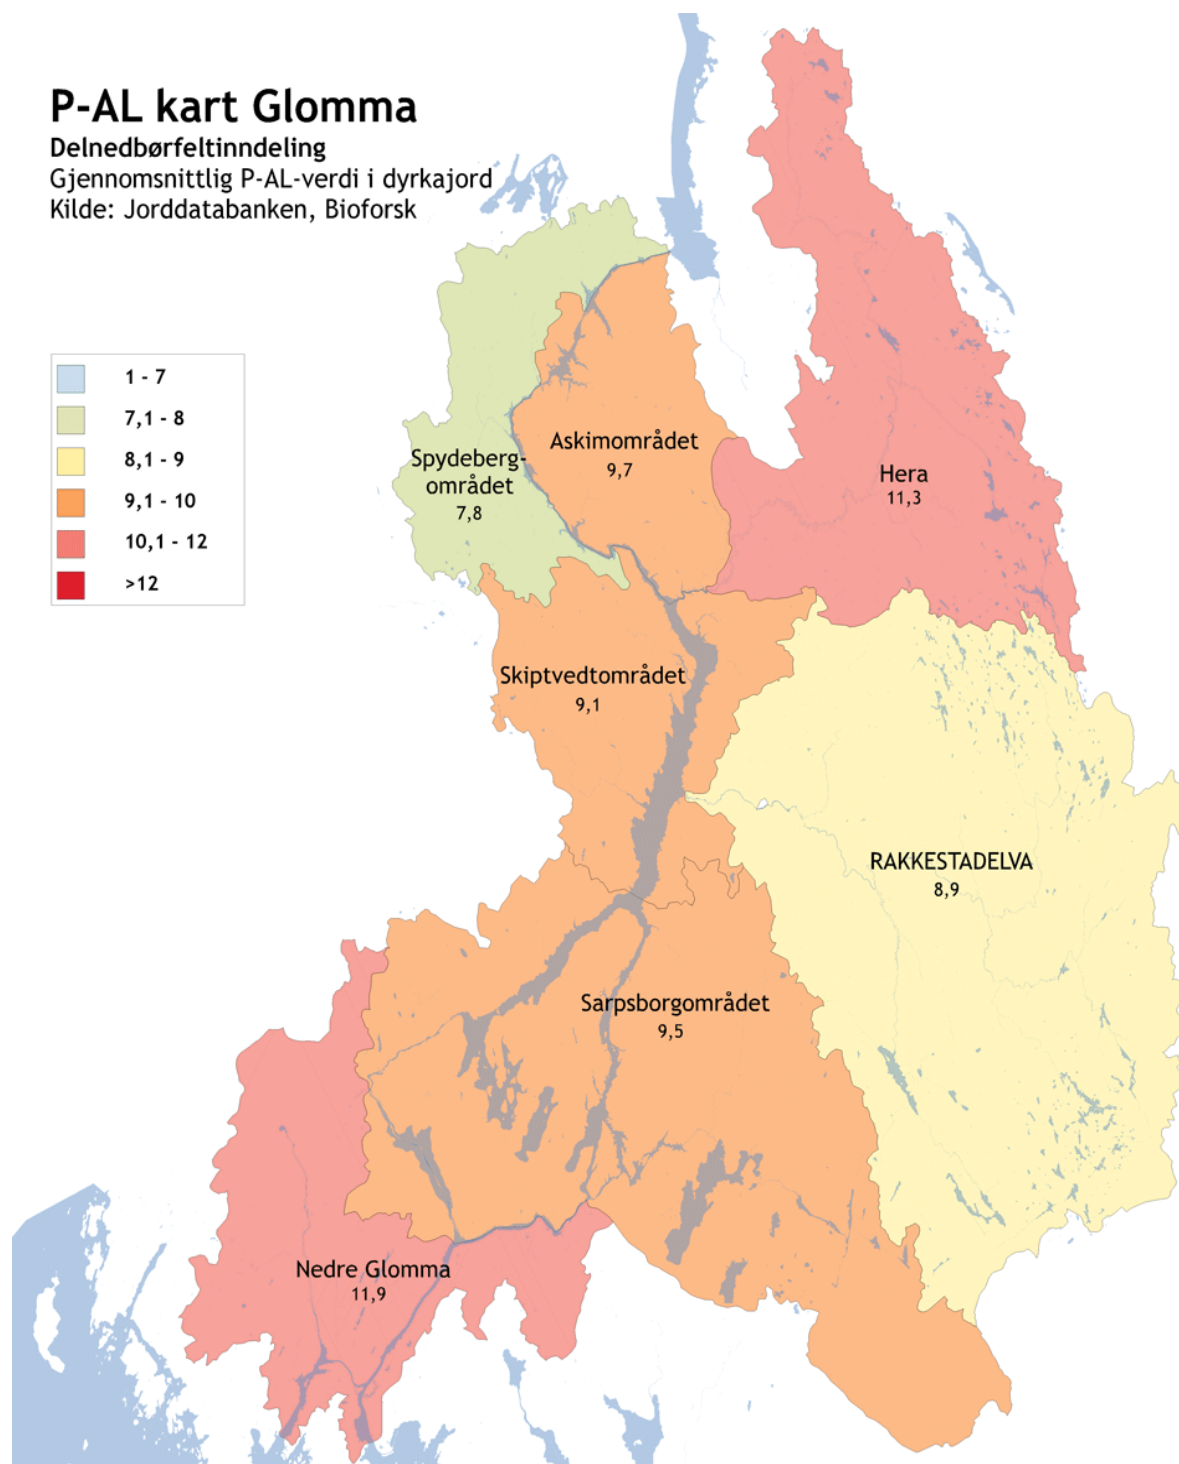 P-AL kart Glomma
Delnedbørfeltinndeling
Gjennomsnittlig P-AL-verdi i dyrkajord
Kilde: Jorddatabanken, Bioforsk
1 - 7
7,1 - 8
8,1 - 9
9,1 - 10
10,1 - 12
>12
Askimområdet
9,7
Spydeberg-
området
7,8
Hera
11,3
Skiptvedtområdet
9,1
RAKKESTADELVA
8,9
Sarpsborgområdet
9,5
Nedre Glomma
11,9